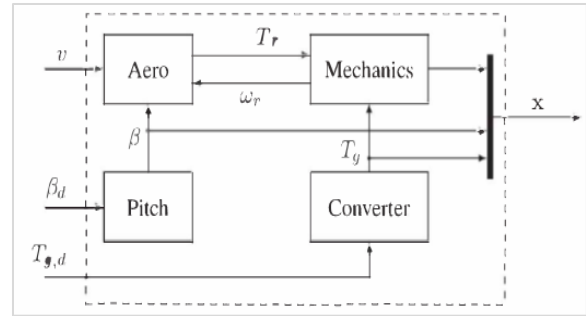 T_r
v
Aero
Mechanics
ω_r
x
β
T_g
β_d
Pitch
Converter
T_g,d